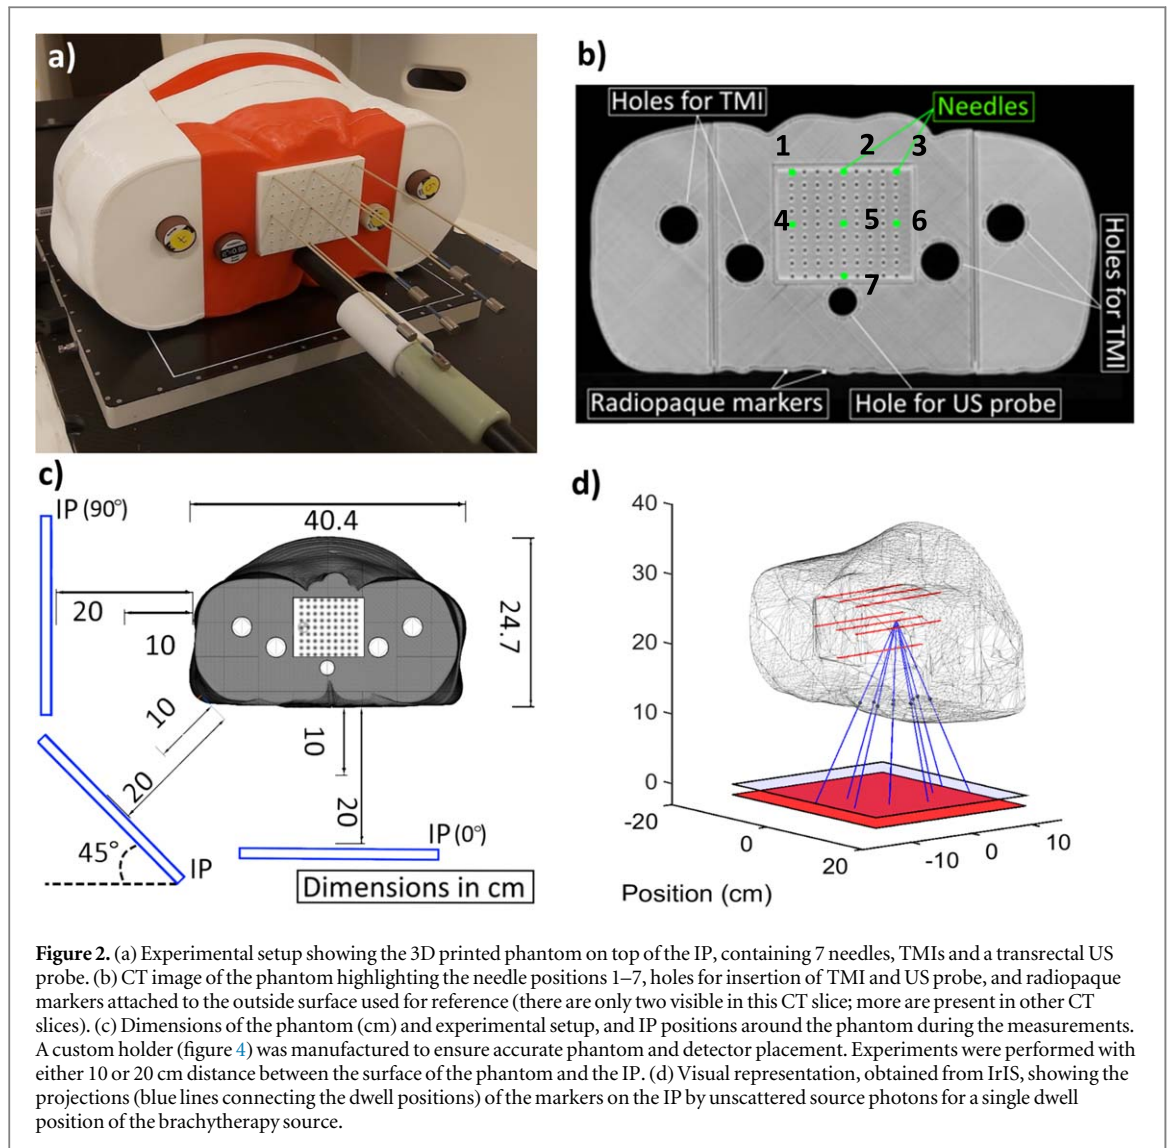 a)
b)
Holes for TMI
Needles
1
2
3
4
5
6
7
Holes for TMI
Radiopaque markers
Hole for US probe
c)
IP (90°)
40.4
20
10
24.7
10
20
10
20
45°
IP
IP (0°)
Dimensions in cm
d)
40
30
20
10
0
-20
0
20
-10
0
10
Position (cm)
Figure 2. (a) Experimental setup showing the 3D printed phantom on top of the IP, containing 7 needles, TMIs and a transrectal US
probe. (b) CT image of the phantom highlighting the needle positions 1–7, holes for insertion of TMI and US probe, and radiopaque
markers attached to the outside surface used for reference (there are only two visible in this CT slice; more are present in other CT
slices). (c) Dimensions of the phantom (cm) and experimental setup, and IP positions around the phantom during the measurements.
A custom holder (figure 4) was manufactured to ensure accurate phantom and detector placement. Experiments were performed with
either 10 or 20 cm distance between the surface of the phantom and the IP. (d) Visual representation, obtained from IrIS, showing the
projections (blue lines connecting the dwell positions) of the markers on the IP by unscattered source photons for a single dwell
position of the brachytherapy source.